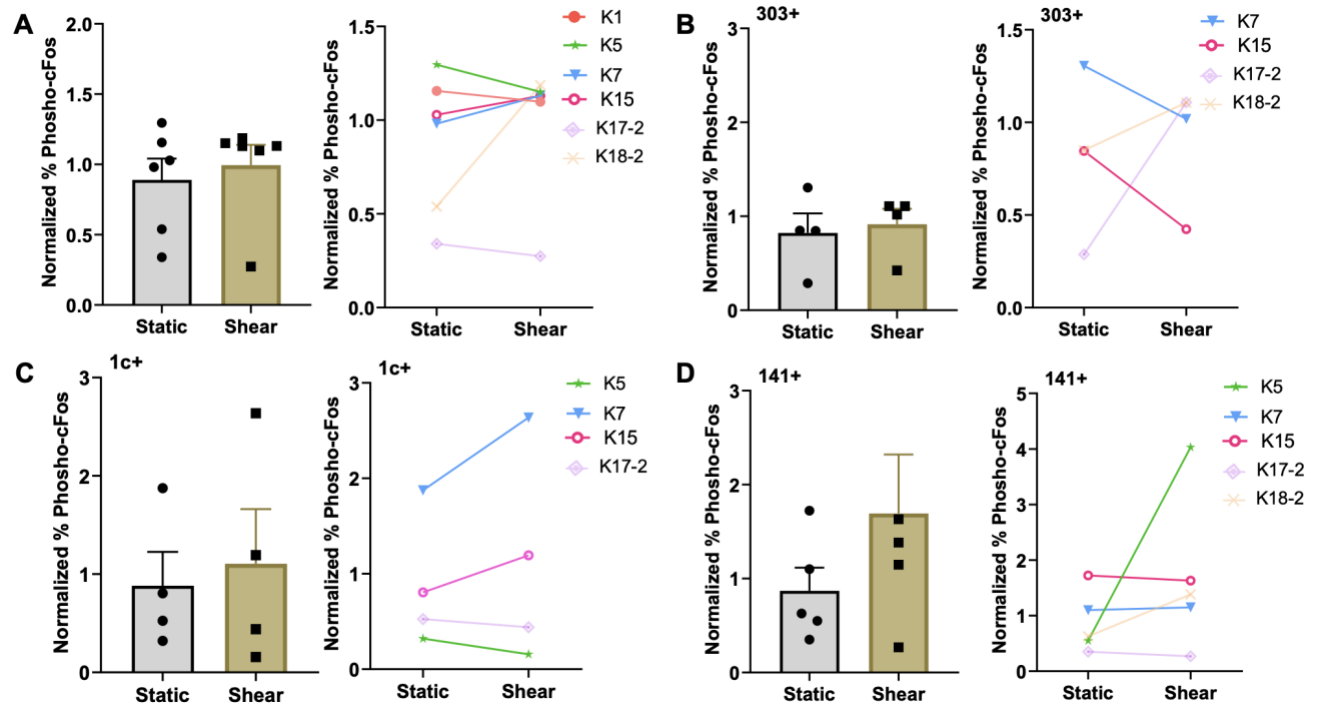 A
Normalized % Phosho-cFos
2.0
1.5
1.0
0.5
0.0
Static Shear
Normalized % Phosho-cFos
1.5
1.0
0.5
0.0
Static Shear
K1
K5
K7
K15
K17-2
K18-2
B
303+
Normalized % Phosho-cFos
3
2
1
0
Static Shear
303+
Normalized % Phosho-cFos
1.5
1.0
0.5
0.0
Static Shear
K7
K15
K17-2
K18-2
C
1c+
Normalized % Phosho-cFos
3
2
1
0
Static Shear
1c+
Normalized % Phosho-cFos
3
2
1
0
Static Shear
K5
K7
K15
K17-2
D
141+
Normalized % Phosho-cFos
3
2
1
0
Static Shear
141+
Normalized % Phosho-cFos
5
4
3
2
1
0
Static Shear
K5
K7
K15
K17-2
K18-2